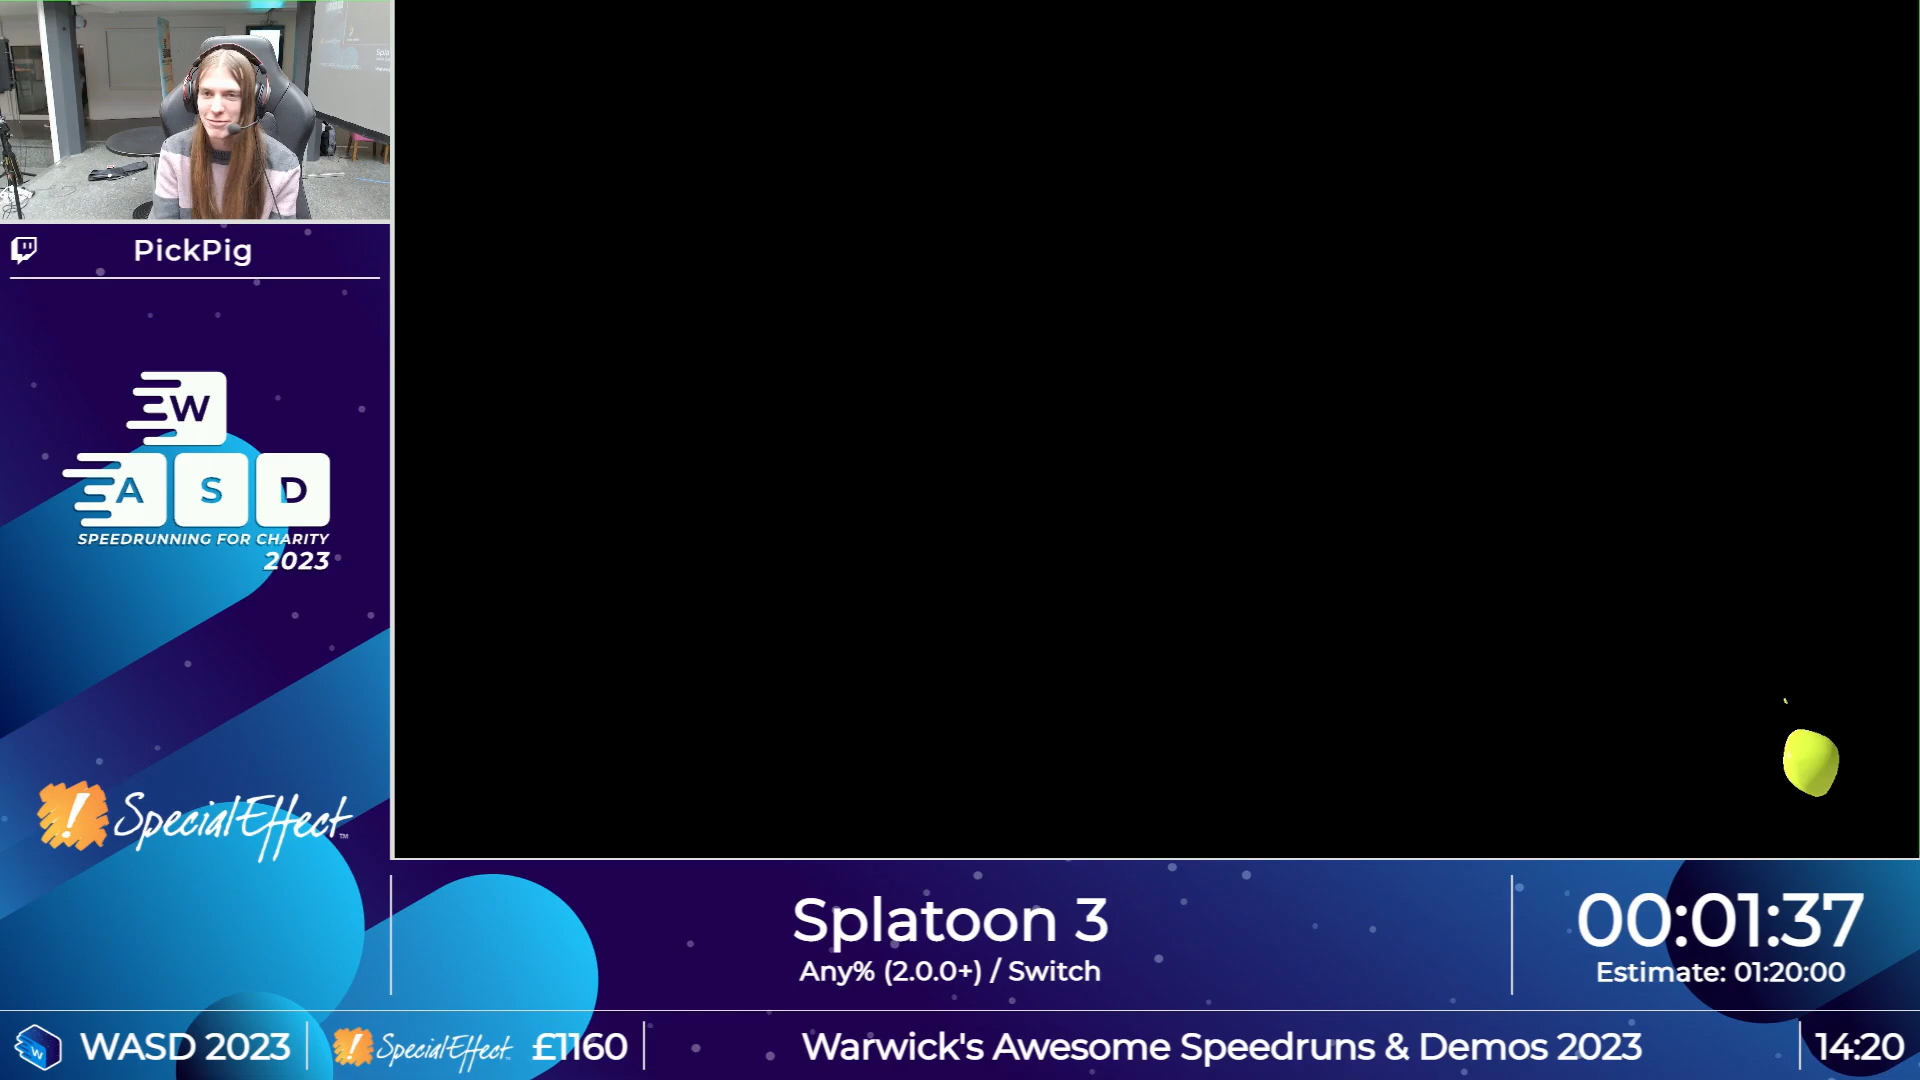 PickPig
W
A S D
SPEEDRUNNING FOR CHARITY
2023
! SpecialEffect™
Splatoon 3
Any% (2.0.0+) / Switch
00:01:37
Estimate: 01:20:00
WASD 2023
! SpecialEffect £1160
Warwick's Awesome Speedruns & Demos 2023
14:20